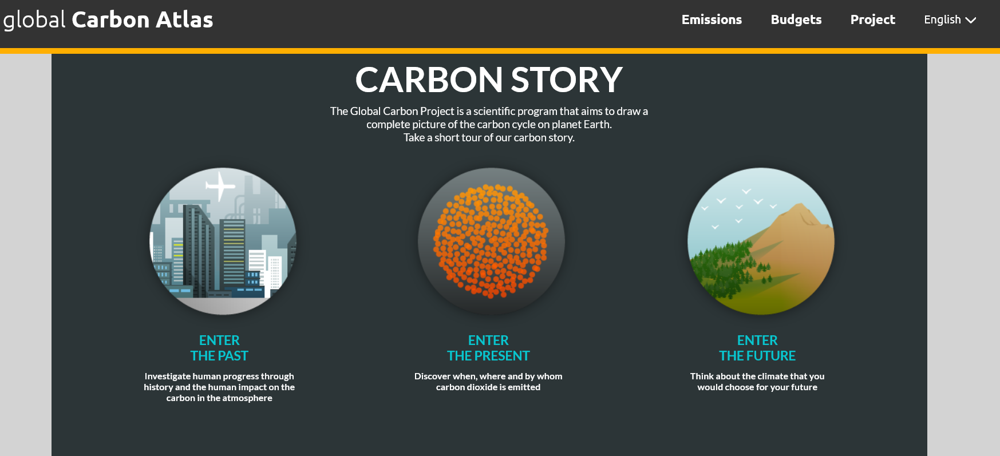 global Carbon Atlas
Emissions
Budgets
Project
English
CARBON STORY
The Global Carbon Project is a scientific program that aims to draw a
complete picture of the carbon cycle on planet Earth.
Take a short tour of our carbon story.
ENTER
THE PAST
Investigate human progress through
history and the human impact on the
carbon in the atmosphere
ENTER
THE PRESENT
Discover when, where and by whom
carbon dioxide is emitted
ENTER
THE FUTURE
Think about the climate that you
would choose for your future